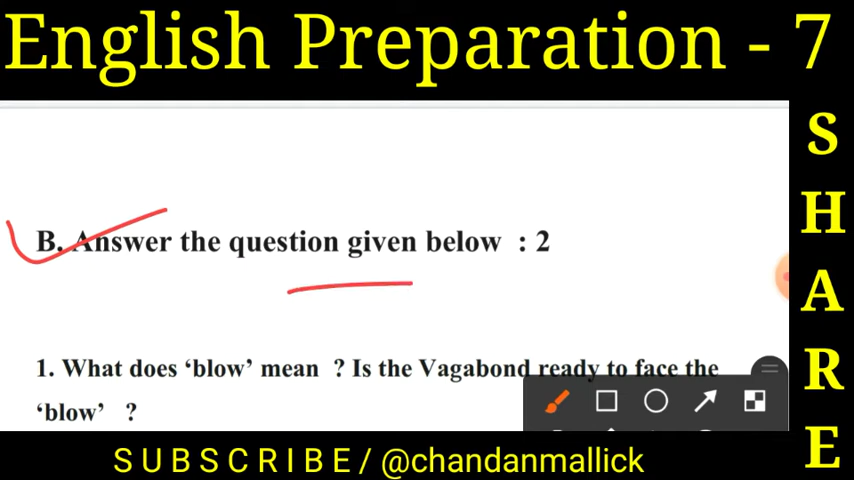 English Preparation - 7
B. Answer the question given below : 2
1. What does ‘blow’ mean ? Is the Vagabond ready to face the
‘blow’ ?
S
H
A
R
E
S U B S C R I B E / @chandanmallick